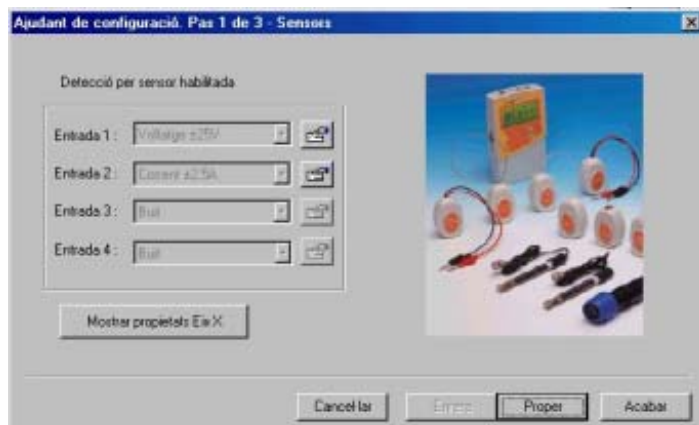 Ajudant de configuració. Pas 1 de 3 - Sensors
Detecció per sensor habilitada
Entrada 1: Voltatge ±25V
Entrada 2: Corrent ±2.5A
Entrada 3: Buit
Entrada 4: Buit
Mostrar propietats Eix X
Cancel·lar Enrere Proper Acabar